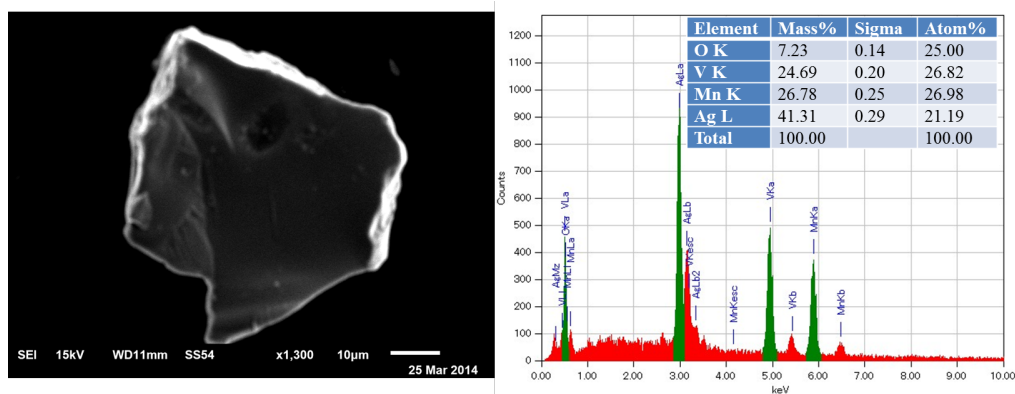 SEI 15kV WD11mm SS54 x1,300 10µm
25 Mar 2014
Element Mass% Sigma Atom%
O K 7.23 0.14 25.00
V K 24.69 0.20 26.82
Mn K 26.78 0.25 26.98
Ag L 41.31 0.29 21.19
Total 100.00 100.00
Counts
1200
1100
1000
900
800
700
600
500
400
300
200
100
0
AgMz
VLl
OKa
VLa
MnLl
MnLa
AgLa
AgLb
VKesc
AgLb2
MnKesc
VKa
VKb
MnKa
MnKb
0.00 1.00 2.00 3.00 4.00 5.00 6.00 7.00 8.00 9.00 10.00
keV